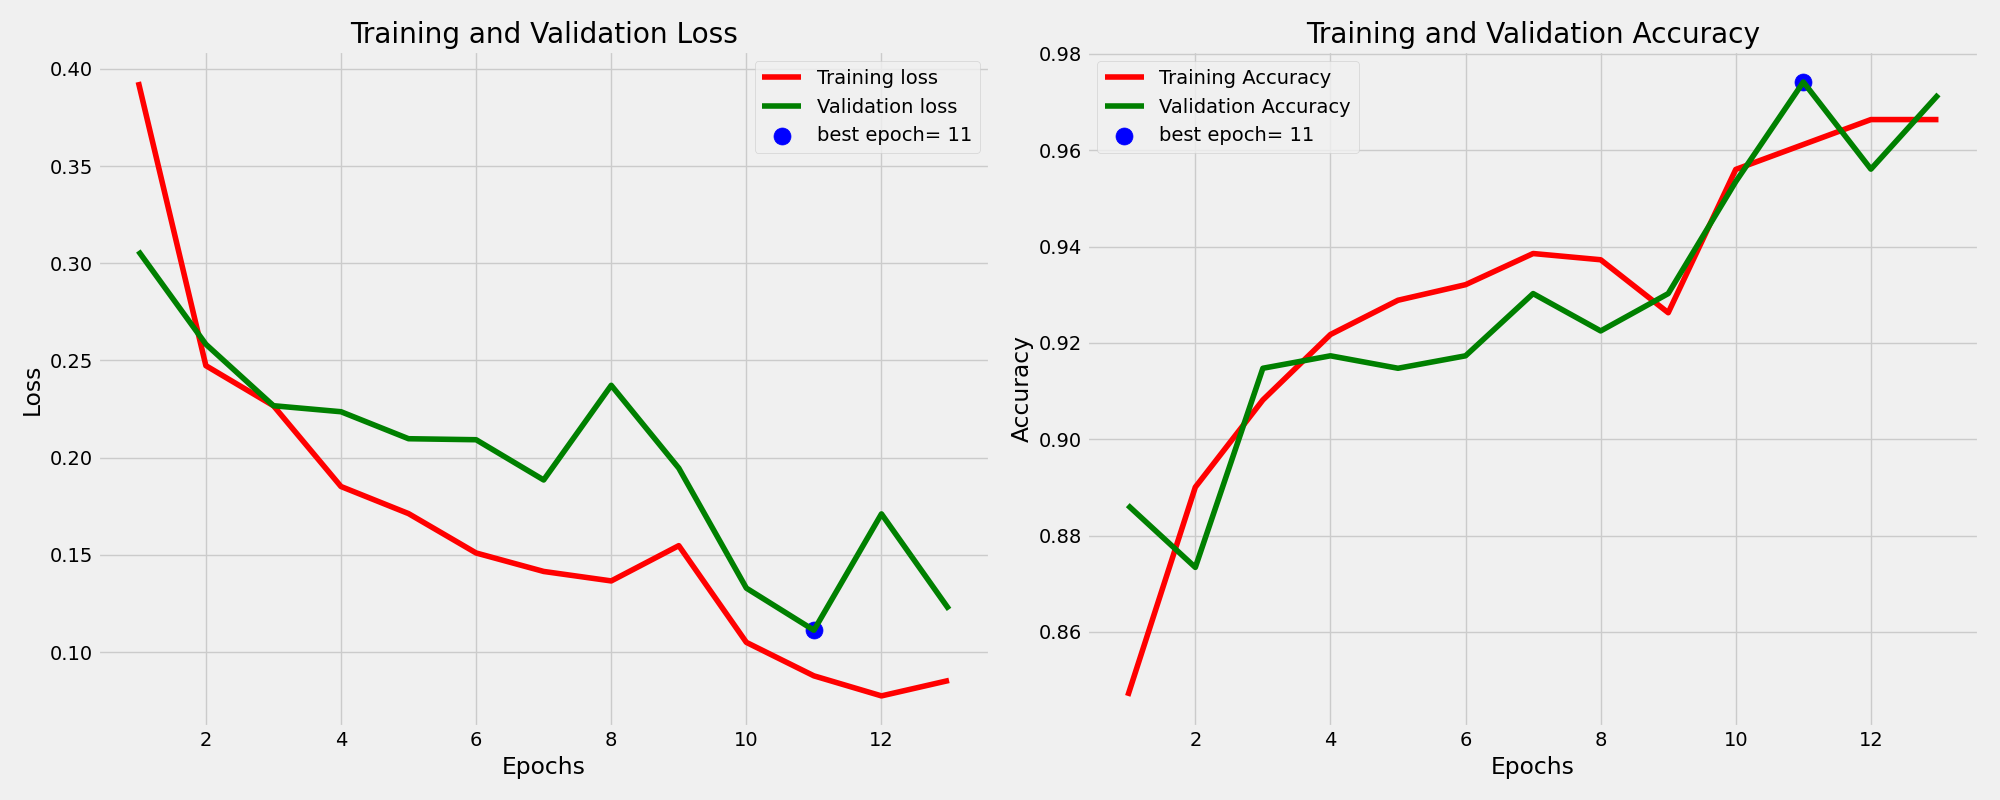 Training and Validation Loss
Training loss
Validation loss
best epoch= 11
0.40
0.35
0.30
0.25
0.20
0.15
0.10
Loss
2 4 6 8 10 12
Epochs
Training and Validation Accuracy
Training Accuracy
Validation Accuracy
best epoch= 11
0.98
0.96
0.94
0.92
0.90
0.88
0.86
Accuracy
2 4 6 8 10 12
Epochs